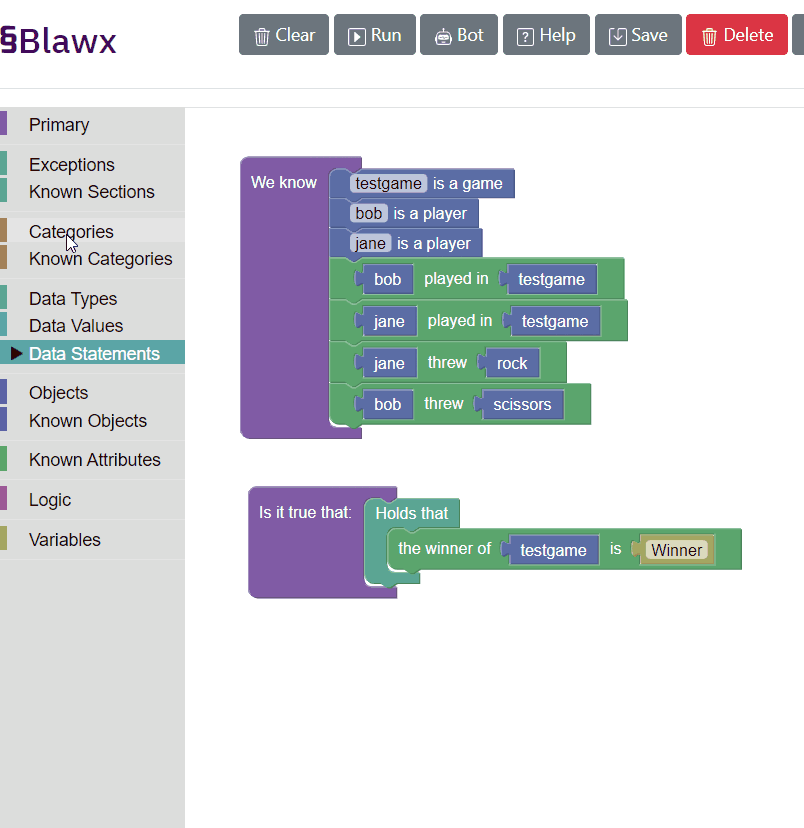 §Blawx
Clear
Run
Bot
Help
Save
Delete
Primary
Exceptions
Known Sections
Categories
Known Categories
Data Types
Data Values
Data Statements
Objects
Known Objects
Known Attributes
Logic
Variables
We know
testgame is a game
bob is a player
jane is a player
bob played in testgame
jane played in testgame
jane threw rock
bob threw scissors
Is it true that:
Holds that
the winner of testgame is Winner